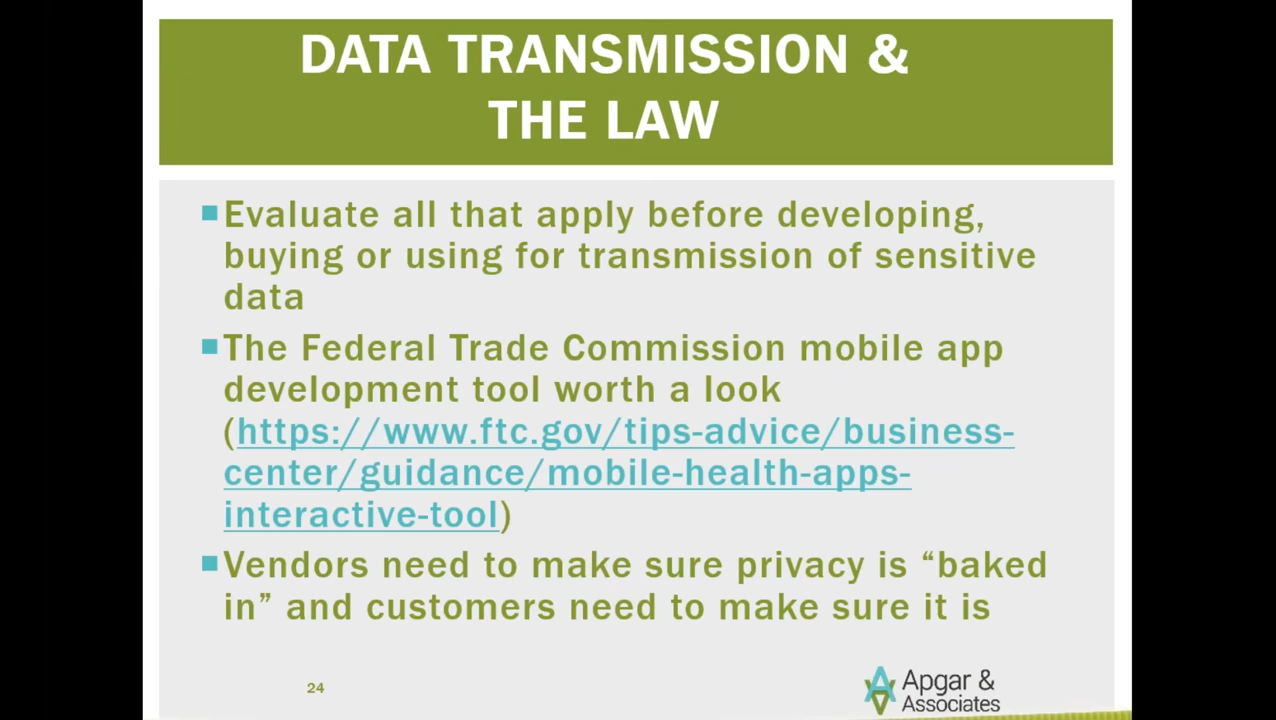 DATA TRANSMISSION &
THE LAW
Evaluate all that apply before developing,
buying or using for transmission of sensitive
data
The Federal Trade Commission mobile app
development tool worth a look
(https://www.ftc.gov/tips-advice/business-
center/guidance/mobile-health-apps-
interactive-tool)
Vendors need to make sure privacy is “baked
in” and customers need to make sure it is
24
Apgar &
Associates